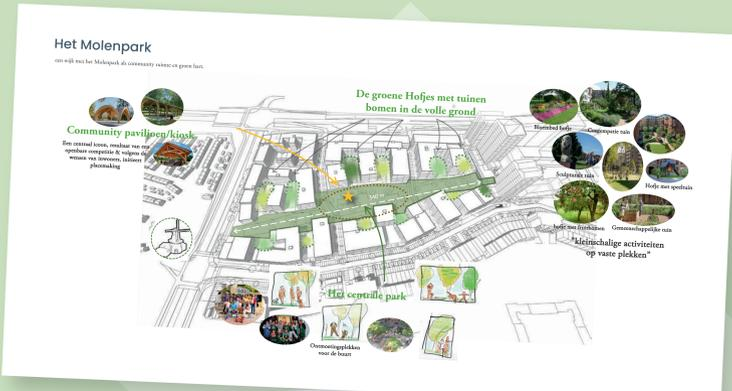 Het Molenpark
een wijk met het Molenpark als community ruimte en groen hart.
De groene Hofjes met tuinen
bomen in de volle grond
Community paviljoen/kiosk
Een centraal icoon, resultaat van een
openbare competitie & volgens de
wensen van inwoners, initieert
placemaking
Bloembad hofje
Compompatie tuin
Sculpturale tuin
Hofje met speeltuin
hofje met fruitbomen
Gemeenschappelijke tuin
"kleinschalige activiteiten
op vaste plekken"
Het centrale park
Ontmoetingsplekken
voor de buurt